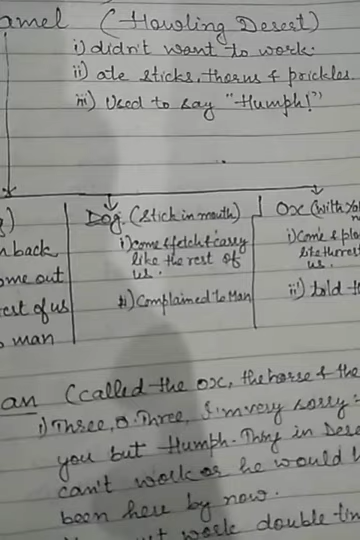 amel (Howling Desert)
i) didn't want to work.
ii) ate sticks, thorns & prickles.
iii) Used to say "Humph!"
n back
ome out
rest of us
o man
Dog. (Stick in mouth)
i) come & fetch & carry
like the rest of
us.
ii) Complained to Man
Ox (with Yo
i) Come & plo
like the rest
us.
ii) told th
an (called the Ox, the horse & the
i) Three, O Three, I'm very sorry
you but Humph-Thing in Dese
can't work or he would h
been here by now.
work double tim